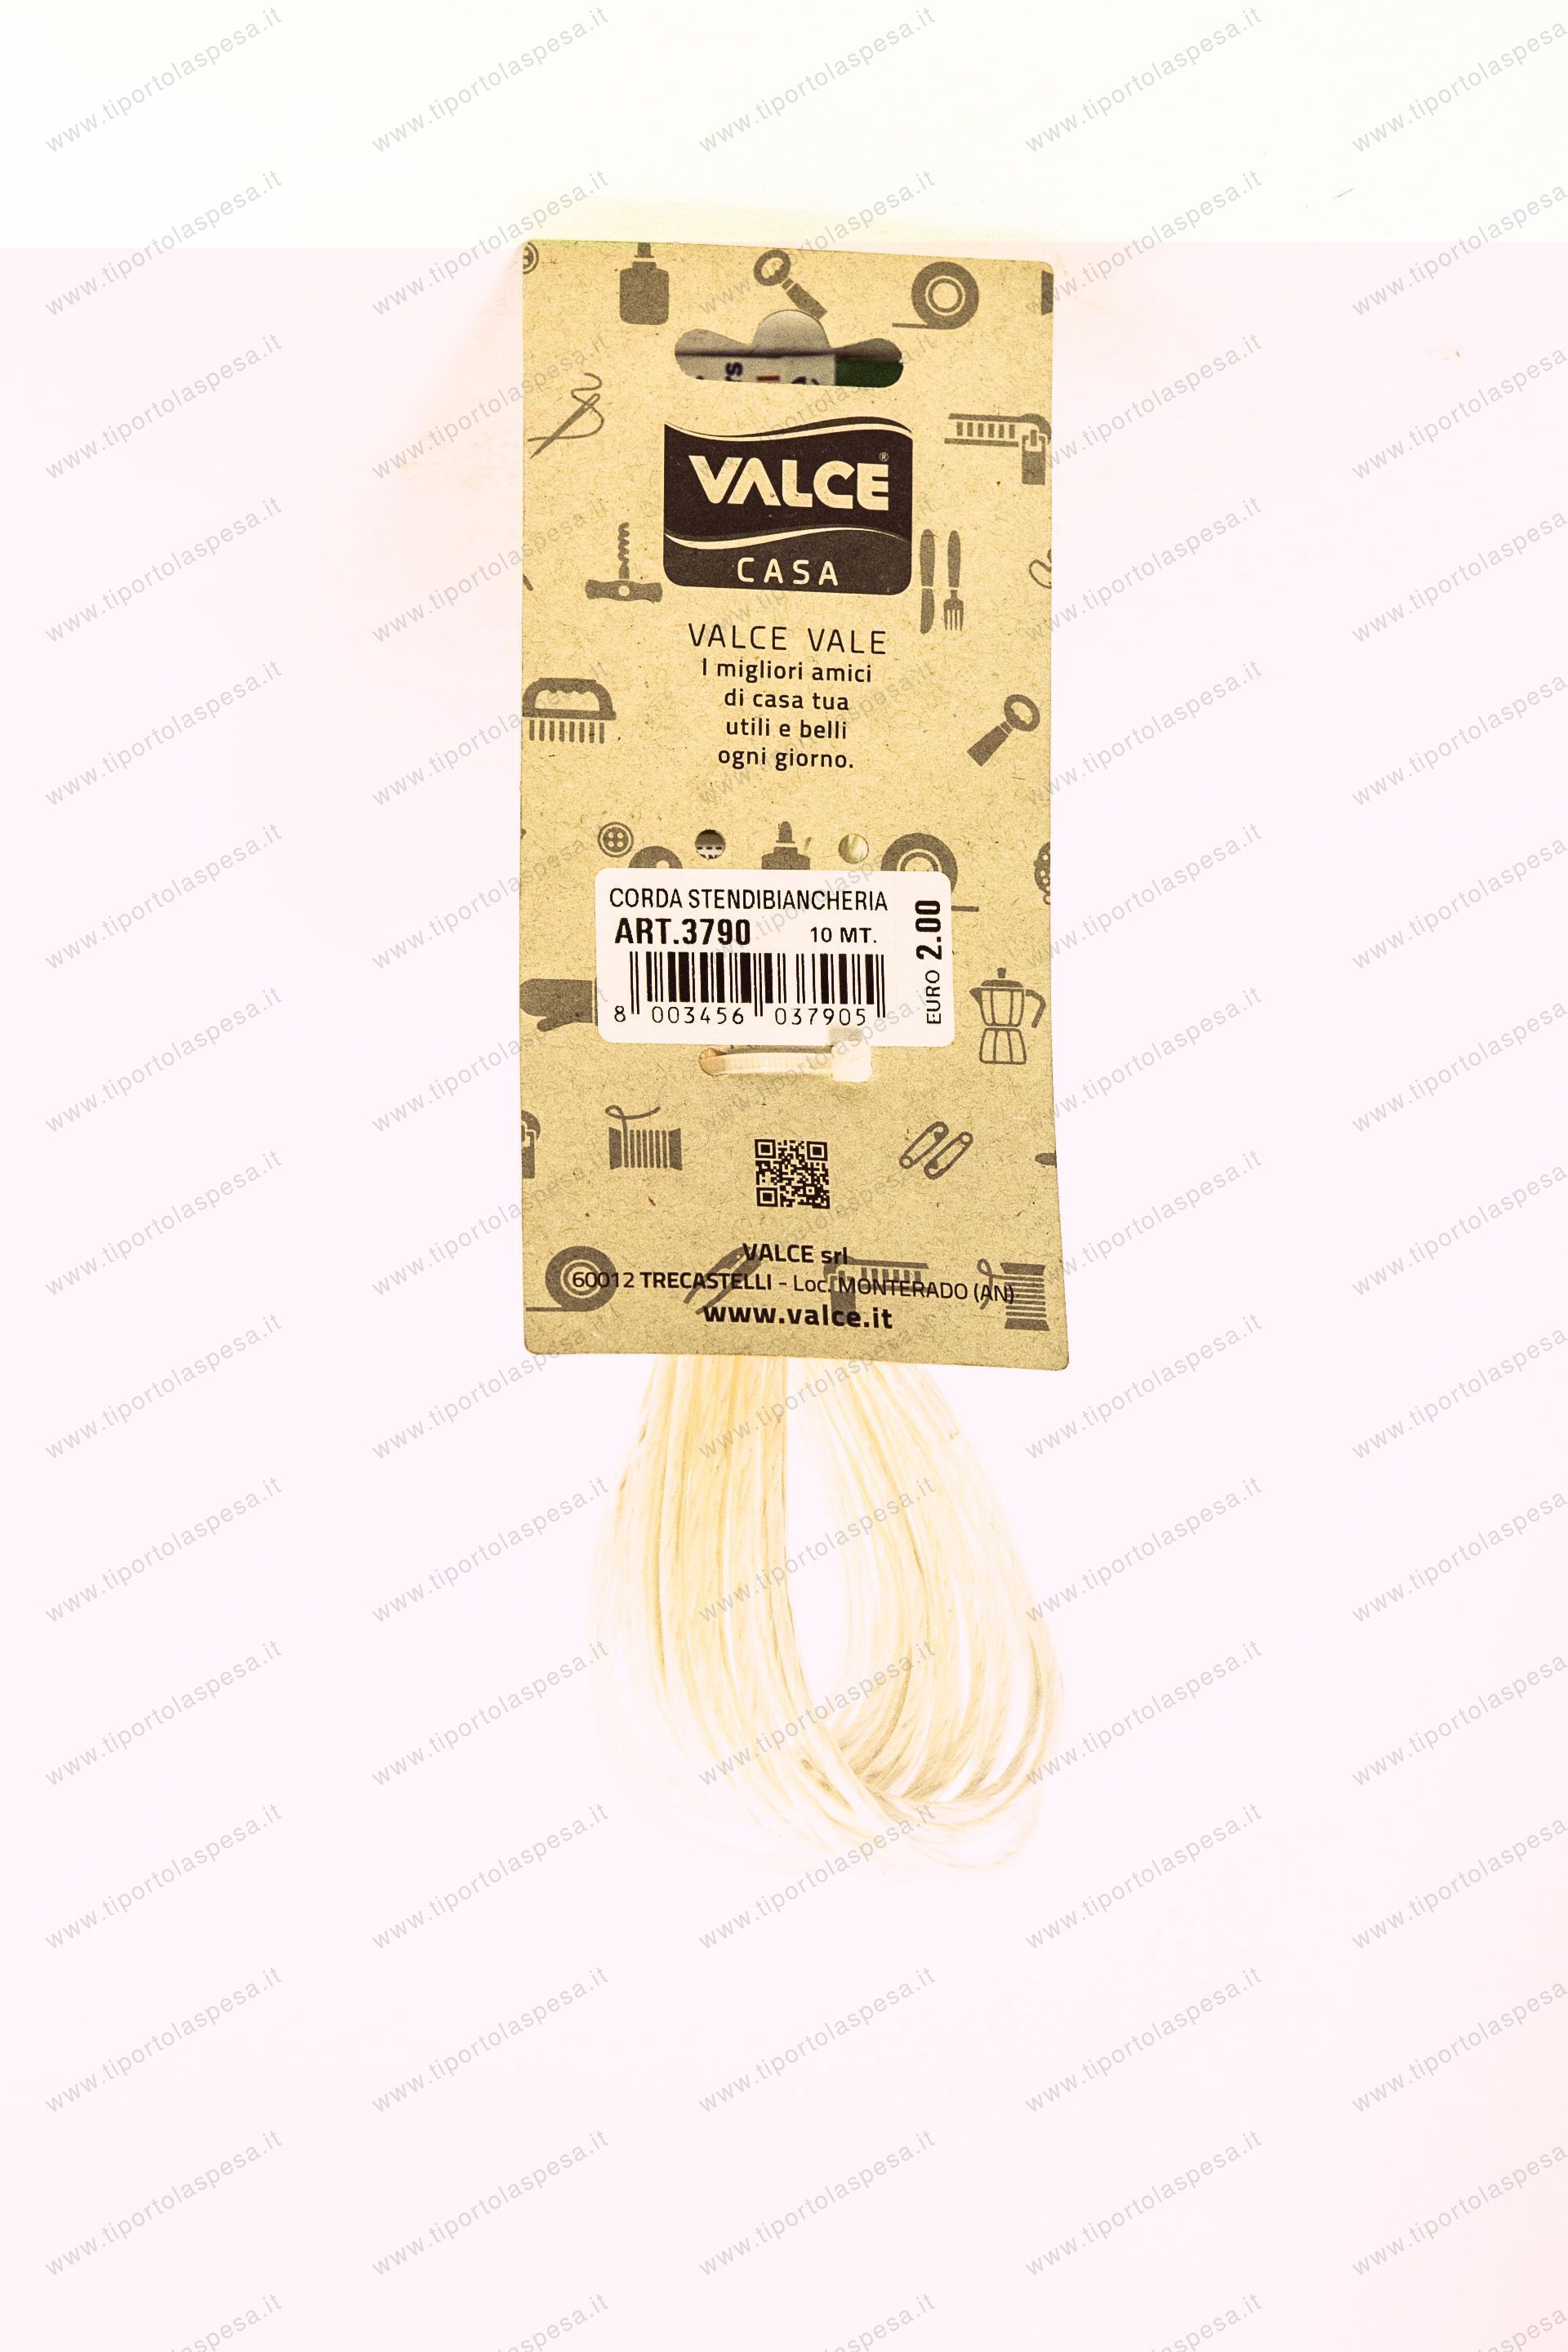 VALCE®
CASA
VALCE VALE
I migliori amici
di casa tua
utili e belli
ogni giorno.
CORDA STENDIBIANCHERIA
ART.3790 10 MT.
EURO 2.00
8 003456 037905
VALCE srl
60012 TRECASTELLI - Loc. MONTERADO (AN)
www.valce.it
www.tiportolaspesa.it